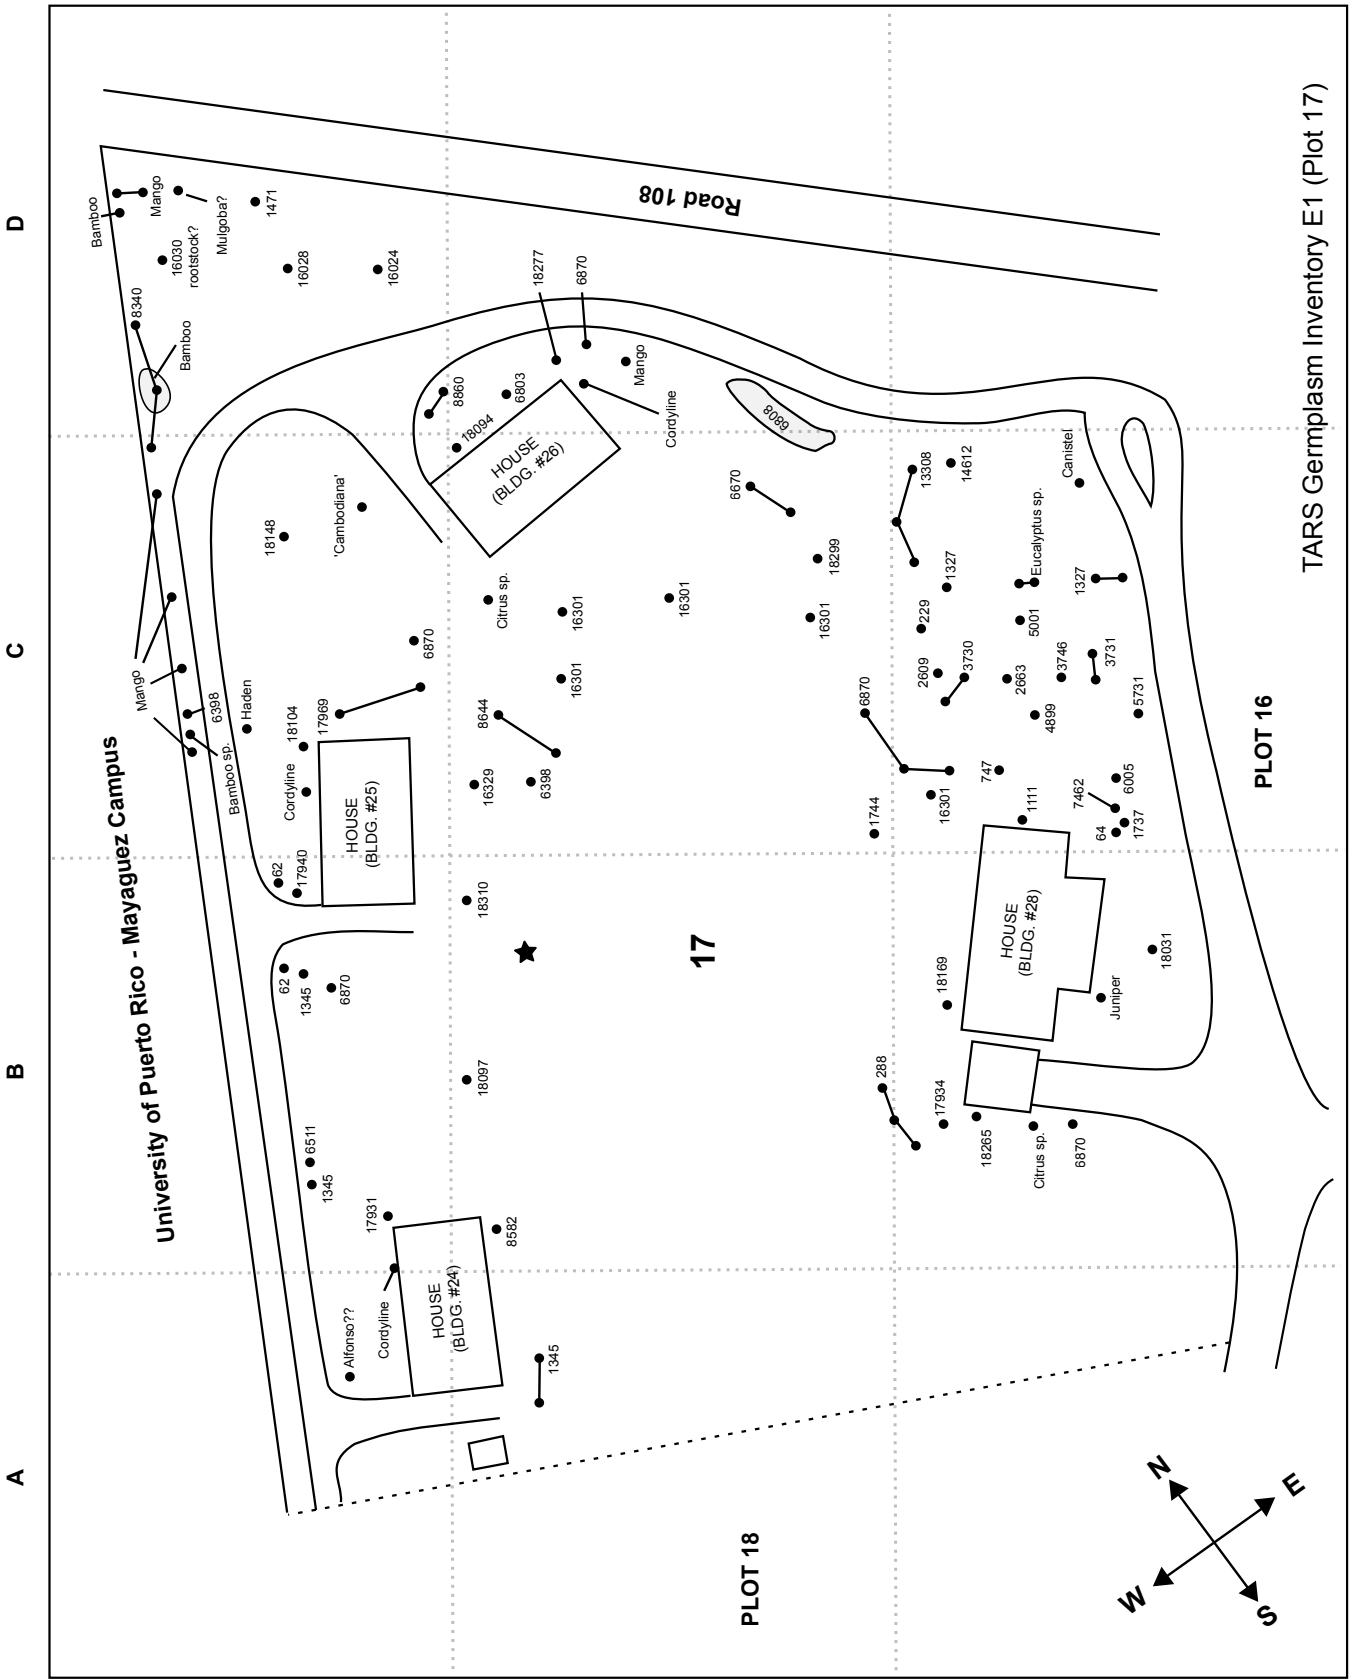 TARS Germplasm Inventory E1 (Plot 17)
A
B
C
D
University of Puerto Rico - Mayaguez Campus
Road 108
PLOT 16
PLOT 18
17
N
E
S
W
Bamboo
Mango
Mulgoba?
1471
16030
rootstock?
16028
16024
8340
Bamboo
18277
6870
8860
6803
18094
Mango
Cordyline
6808
HOUSE
(BLDG. #26)
18148
'Cambodiana'
Mango
6398
Bamboo sp.
Haden
18104
17969
6870
Cordyline
HOUSE
(BLDG. #25)
62
17940
Citrus sp.
16301
16301
16301
16301
8644
16329
6398
6670
18299
13308
14612
Canistel
1327
Eucalyptus sp.
1327
229
5001
2609
3730
2663
3746
3731
4899
5731
6870
16301
747
1744
1111
7462
6005
64
1737
18310
62
1345
6870
18097
6511
1345
17931
8582
HOUSE
(BLDG. #28)
18169
18031
Juniper
288
17934
18265
Citrus sp.
6870
Alfonso??
Cordyline
HOUSE
(BLDG. #24)
1345